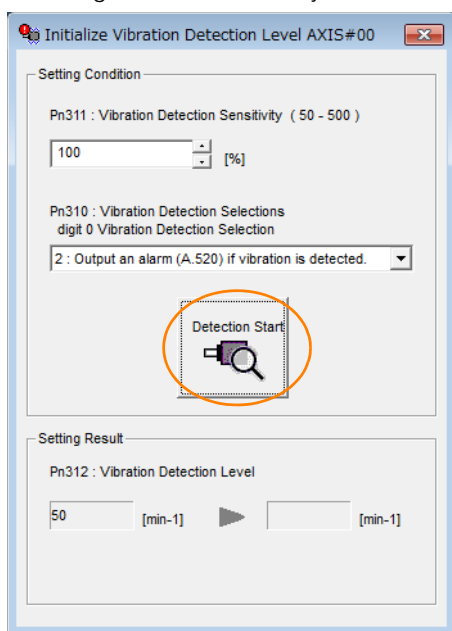 Initialize Vibration Detection Level AXIS#00
Setting Condition
Pn311 : Vibration Detection Sensitivity ( 50 - 500 )
100
[%]
Pn310 : Vibration Detection Selections
digit 0 Vibration Detection Selection
2 : Output an alarm (A.520) if vibration is detected.
Detection Start
Setting Result
Pn312 : Vibration Detection Level
50 [min-1] [min-1]